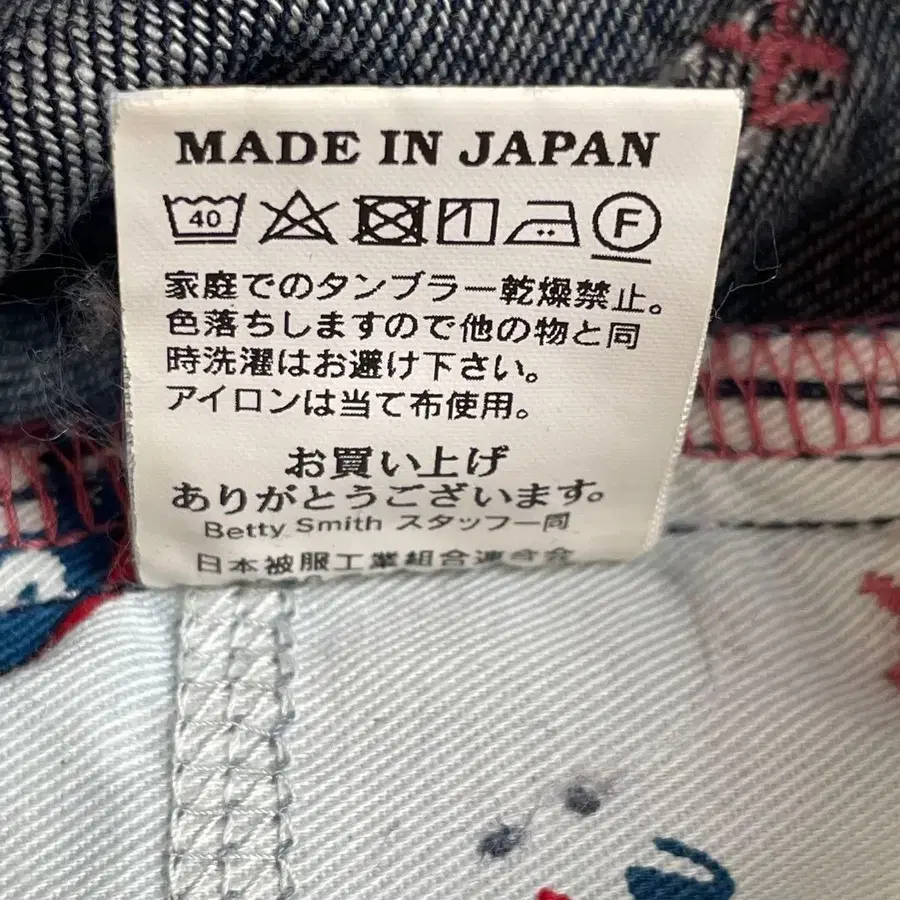 MADE IN JAPAN
40 F
家庭でのタンブラー乾燥禁止。
色落ちしますので他の物と同
時洗濯はお避け下さい。
アイロンは当て布使用。
お買い上げ
ありがとうございます。
Betty Smith スタッフ一同
日本被服工業組合連合会